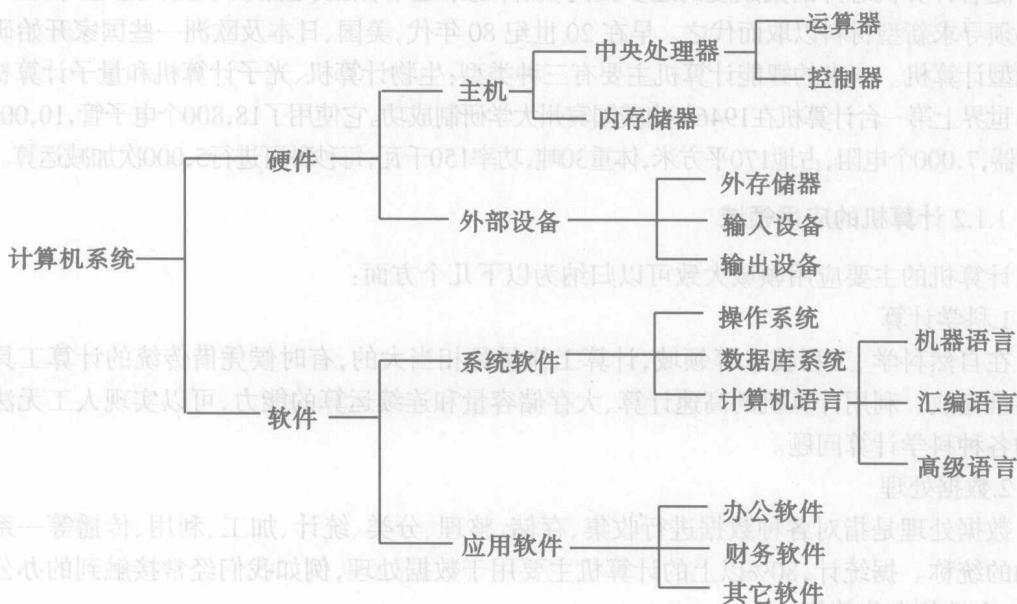 计算机系统
硬件
主机
中央处理器
运算器
控制器
内存储器
外部设备
外存储器
输入设备
输出设备
软件
系统软件
操作系统
数据库系统
计算机语言
机器语言
汇编语言
高级语言
应用软件
办公软件
财务软件
其它软件